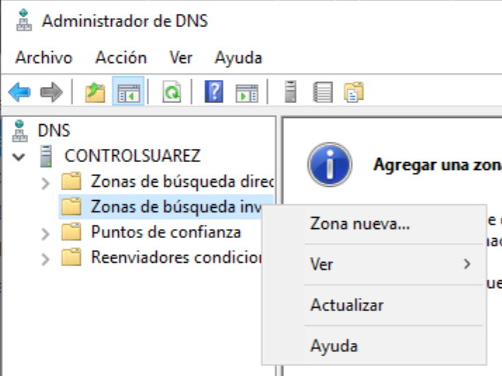 Administrador de DNS
Archivo Acción Ver Ayuda
DNS
CONTROLSUAREZ
Zonas de búsqueda direc
Zonas de búsqueda inv
Puntos de confianza
Reenviadores condicio
Agregar una zon
Zona nueva...
Ver
Actualizar
Ayuda